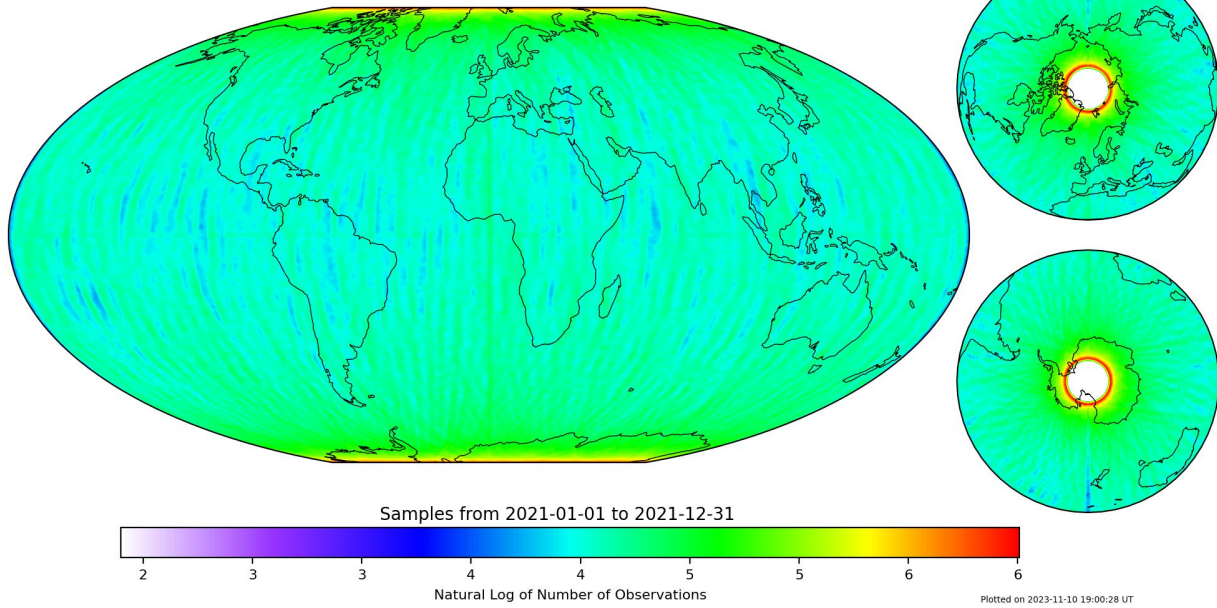 Samples from 2021-01-01 to 2021-12-31
2 3 3 4 4 5 5 6 6
Natural Log of Number of Observations
Plotted on 2023-11-10 19:00:28 UT